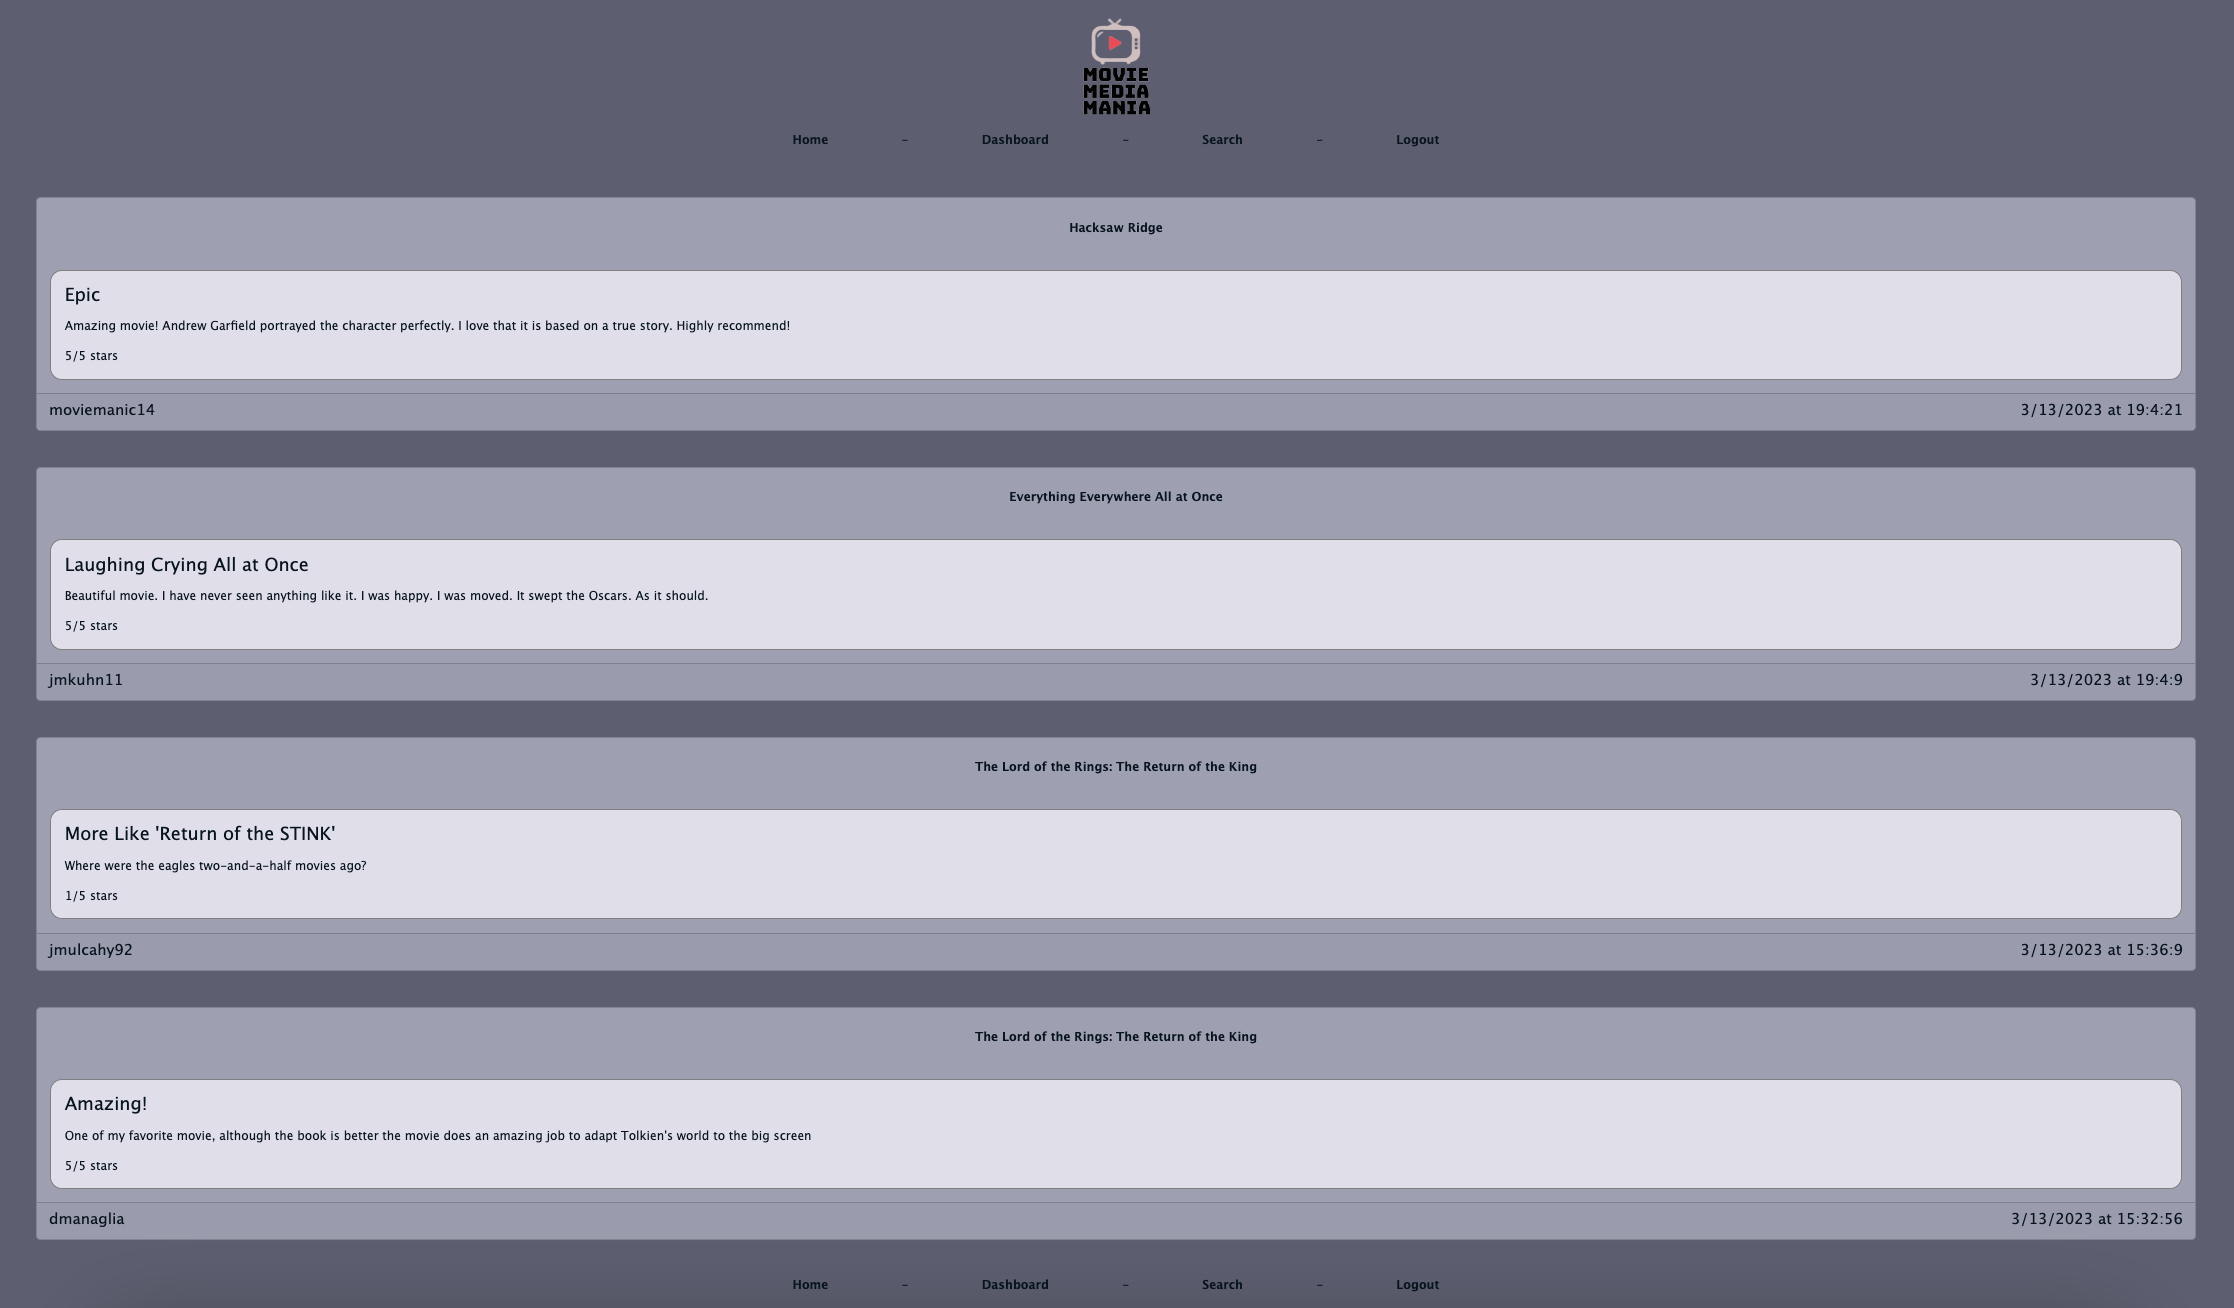 MOVIE
MEDIA
MANIA
Home - Dashboard - Search - Logout
Hacksaw Ridge
Epic
Amazing movie! Andrew Garfield portrayed the character perfectly. I love that it is based on a true story. Highly recommend!
5/5 stars
moviemanic14 3/13/2023 at 19:4:21
Everything Everywhere All at Once
Laughing Crying All at Once
Beautiful movie. I have never seen anything like it. I was happy. I was moved. It swept the Oscars. As it should.
5/5 stars
jmkuhn11 3/13/2023 at 19:4:9
The Lord of the Rings: The Return of the King
More Like 'Return of the STINK'
Where were the eagles two-and-a-half movies ago?
1/5 stars
jmulcahy92 3/13/2023 at 15:36:9
The Lord of the Rings: The Return of the King
Amazing!
One of my favorite movie, although the book is better the movie does an amazing job to adapt Tolkien's world to the big screen
5/5 stars
dmanaglia 3/13/2023 at 15:32:56
Home - Dashboard - Search - Logout